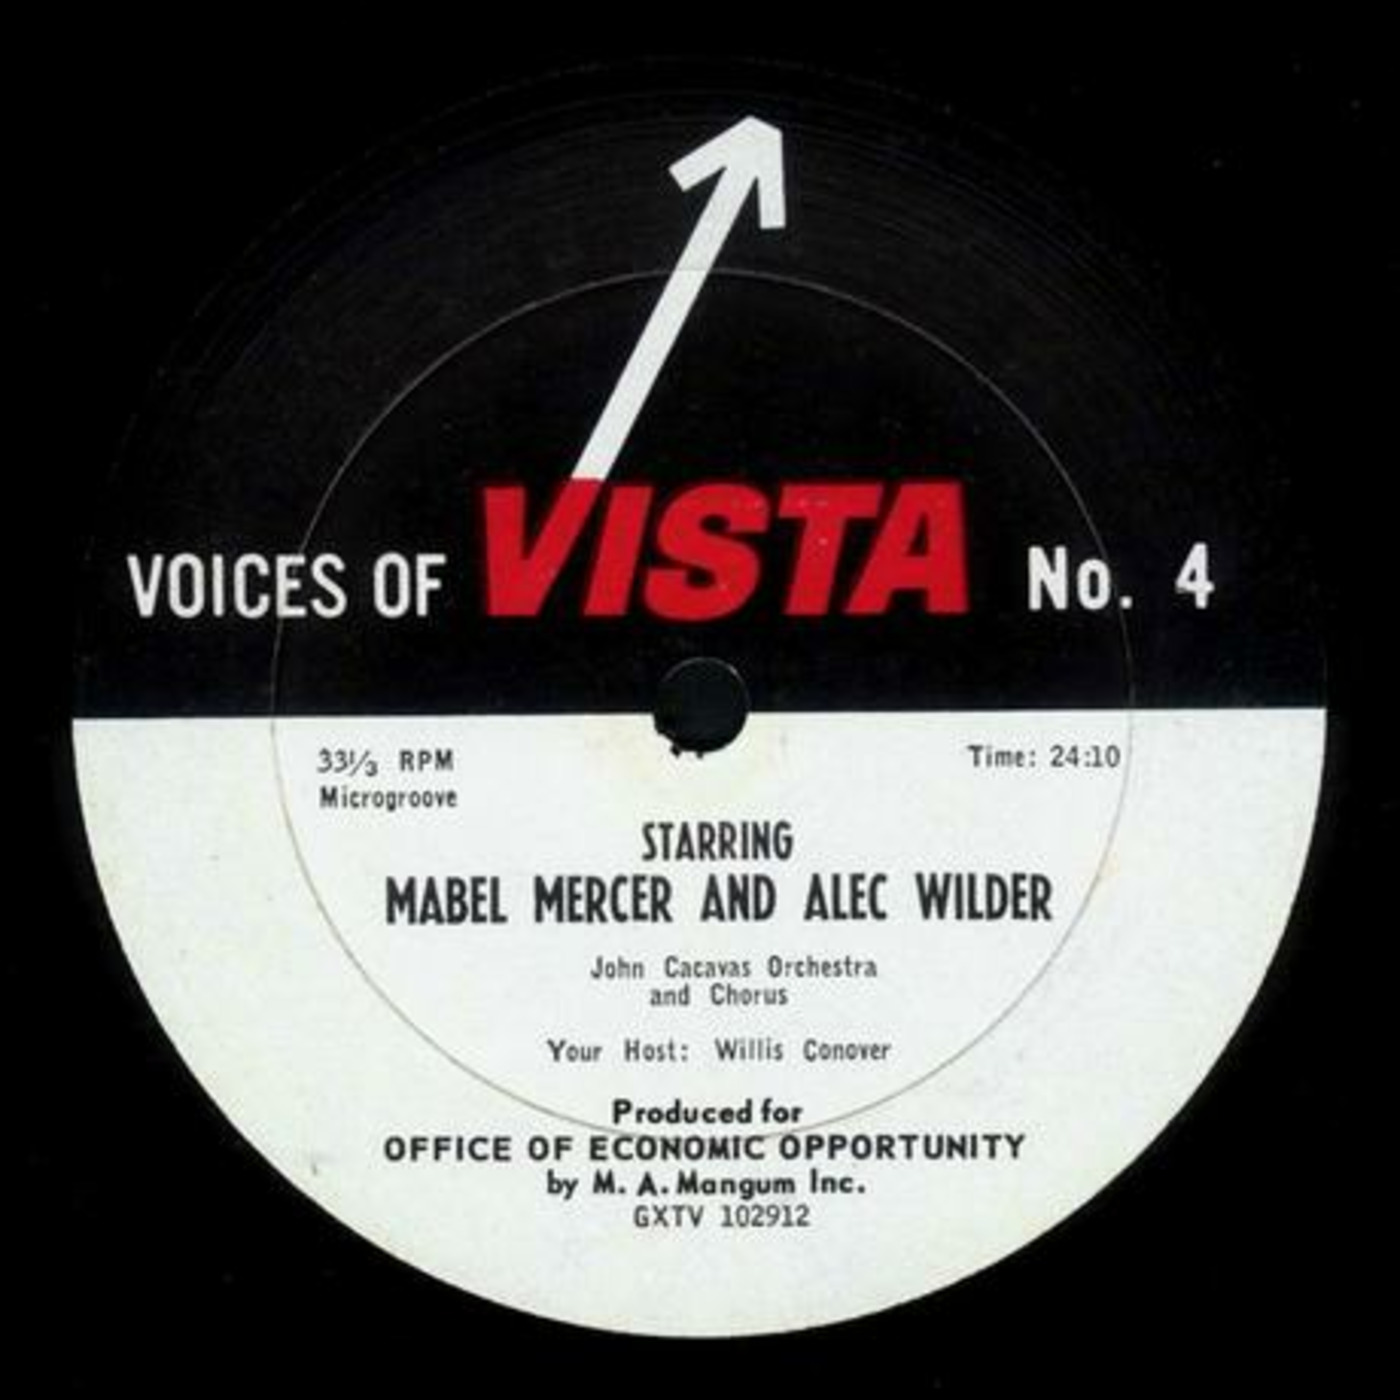 VOICES OF VISTA No. 4
33⅓ RPM Time: 24:10
Microgroove
STARRING
MABEL MERCER AND ALEC WILDER
John Cacavas Orchestra
and Chorus
Your Host: Willis Conover
Produced for
OFFICE OF ECONOMIC OPPORTUNITY
by M. A. Mangum Inc.
GXTV 102912